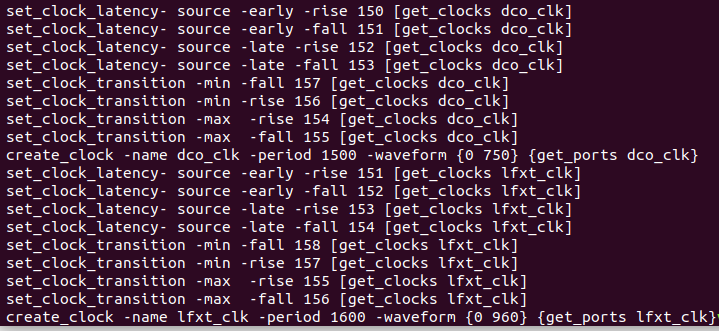 set_clock_latency- source -early -rise 150 [get_clocks dco_clk]
set_clock_latency- source -early -fall 151 [get_clocks dco_clk]
set_clock_latency- source -late -rise 152 [get_clocks dco_clk]
set_clock_latency- source -late -fall 153 [get_clocks dco_clk]
set_clock_transition -min -fall 157 [get_clocks dco_clk]
set_clock_transition -min -rise 156 [get_clocks dco_clk]
set_clock_transition -max  -rise 154 [get_clocks dco_clk]
set_clock_transition -max  -fall 155 [get_clocks dco_clk]
create_clock -name dco_clk -period 1500 -waveform {0 750} {get_ports dco_clk}
set_clock_latency- source -early -rise 151 [get_clocks lfxt_clk]
set_clock_latency- source -early -fall 152 [get_clocks lfxt_clk]
set_clock_latency- source -late -rise 153 [get_clocks lfxt_clk]
set_clock_latency- source -late -fall 154 [get_clocks lfxt_clk]
set_clock_transition -min -fall 158 [get_clocks lfxt_clk]
set_clock_transition -min -rise 157 [get_clocks lfxt_clk]
set_clock_transition -max  -rise 155 [get_clocks lfxt_clk]
set_clock_transition -max  -fall 156 [get_clocks lfxt_clk]
create_clock -name lfxt_clk -period 1600 -waveform {0 960} {get_ports lfxt_clk}